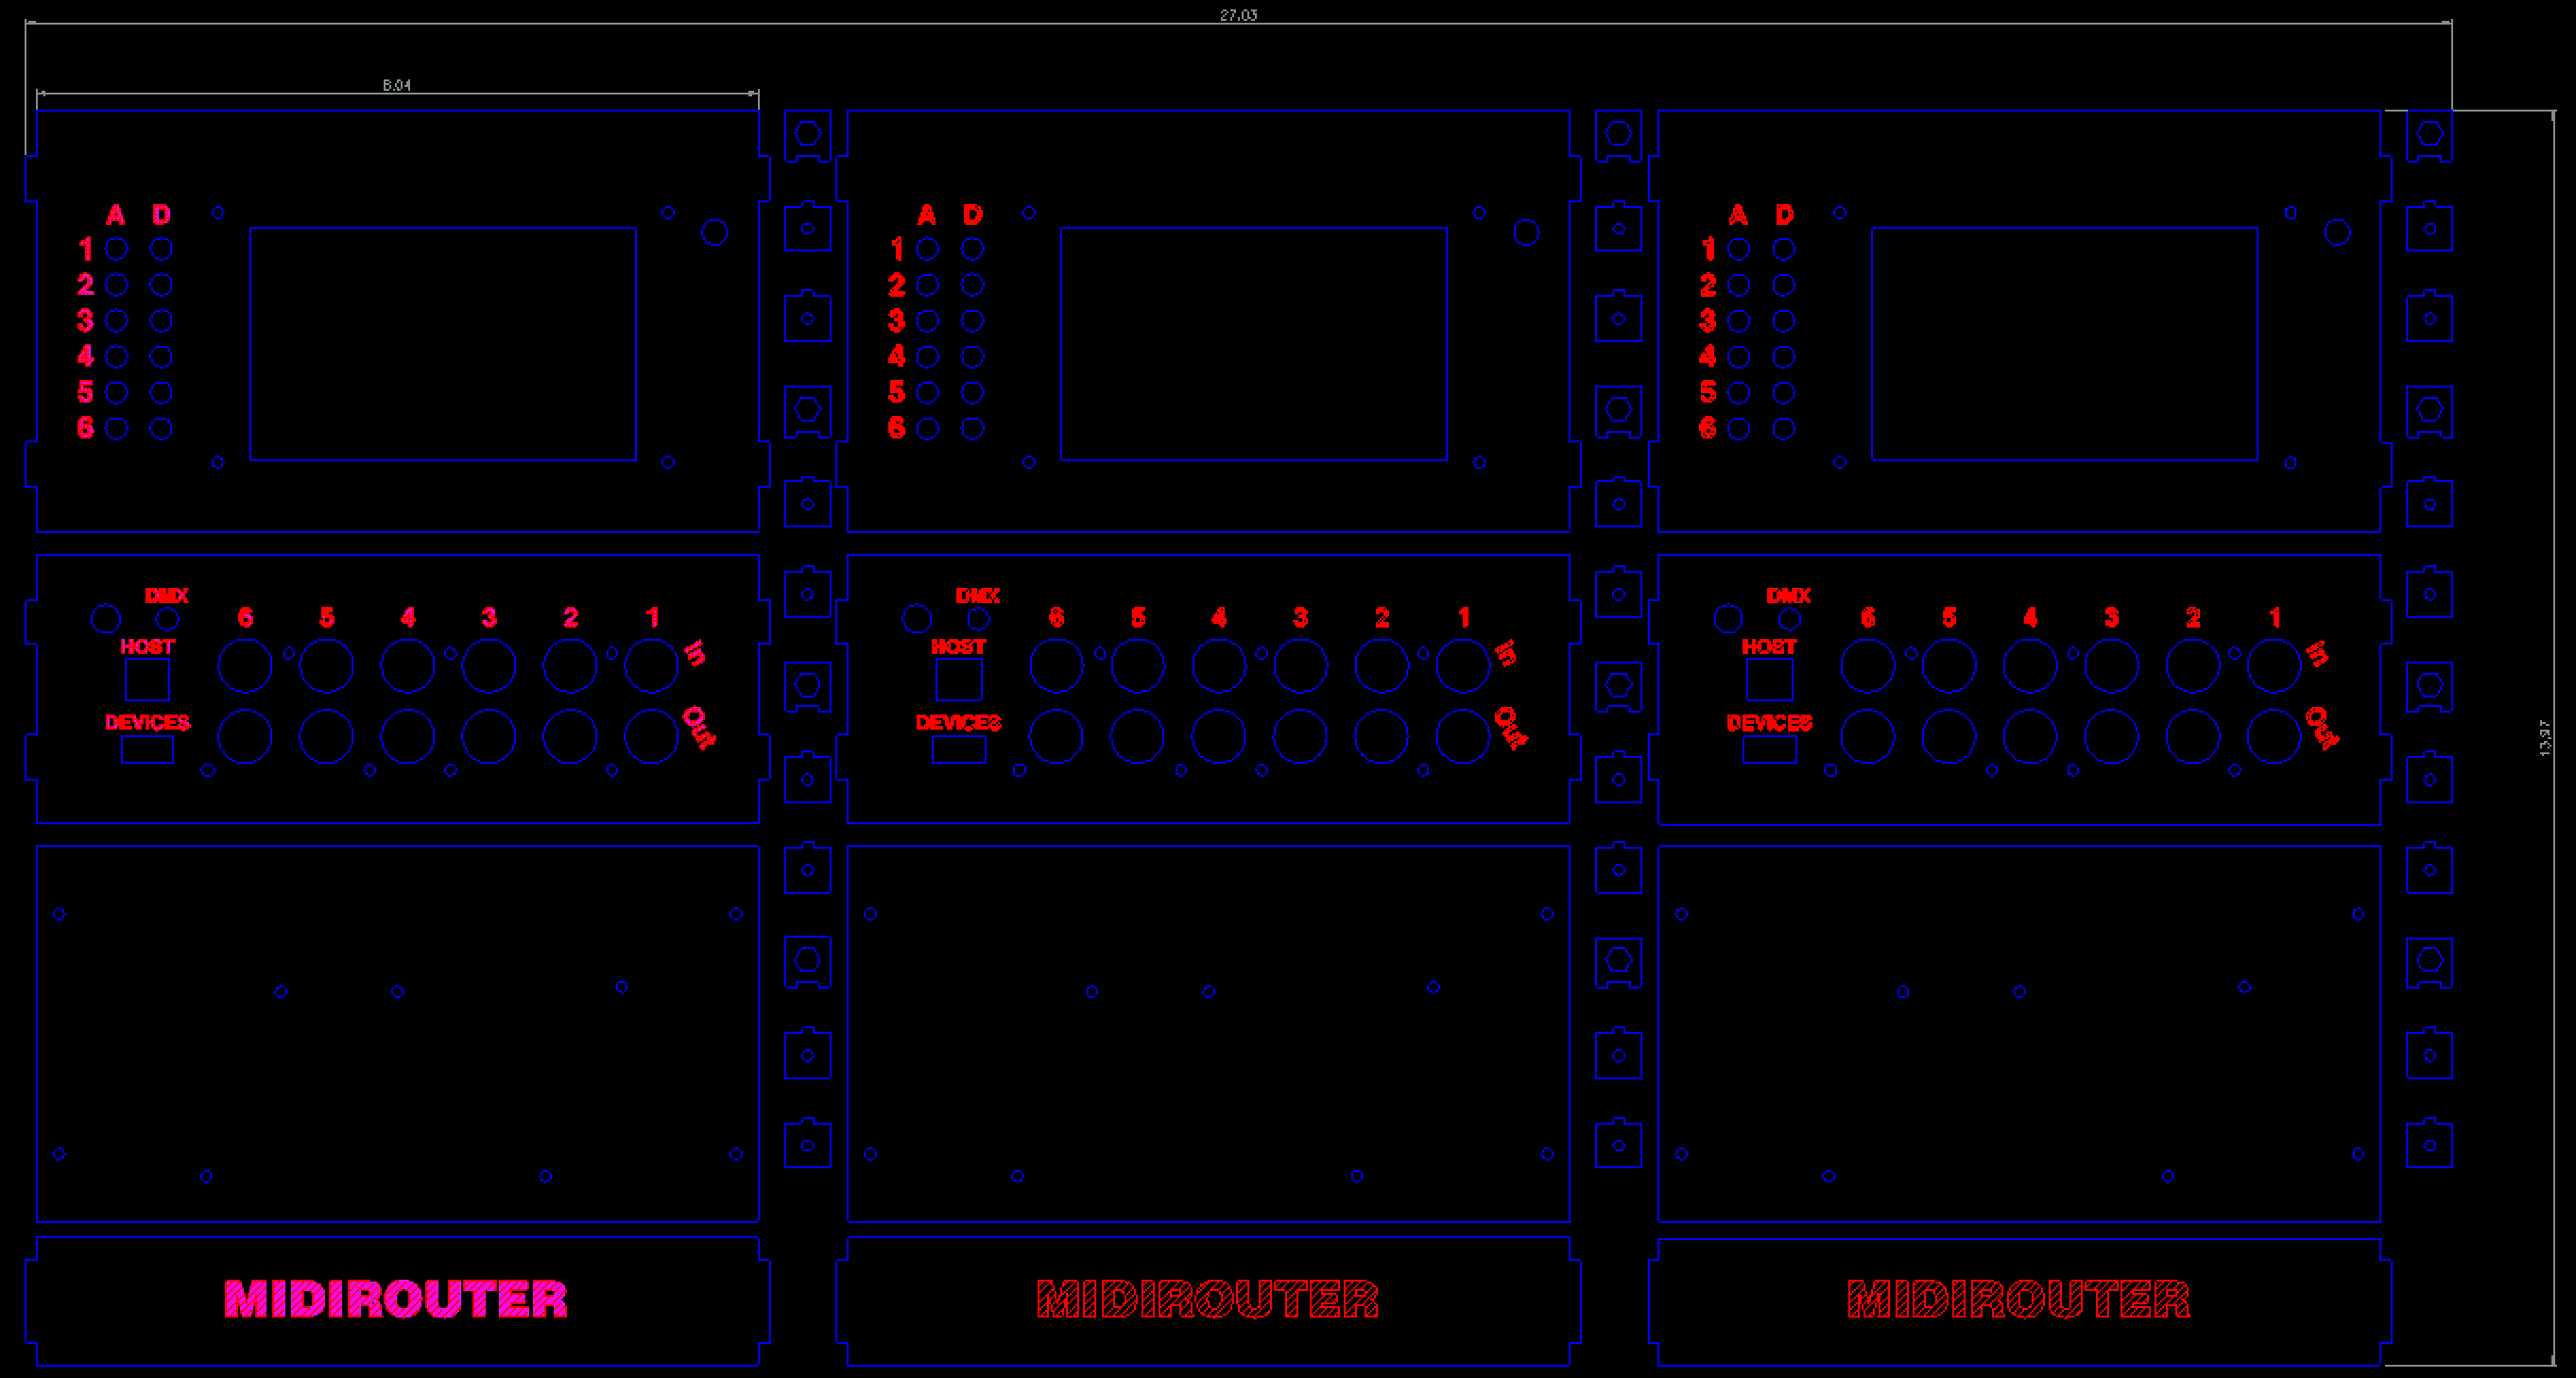 27.03
8.04
A D A D A D
1 1 1
2 2 2
3 3 3
4 4 4
5 5 5
6 6 6
DMX DMX DMX
6 5 4 3 2 1 6 5 4 3 2 1 6 5 4 3 2 1
HOST HOST HOST
In In In
DEVICES DEVICES DEVICES
Out Out Out
13.97
MIDIROUTER MIDIROUTER MIDIROUTER